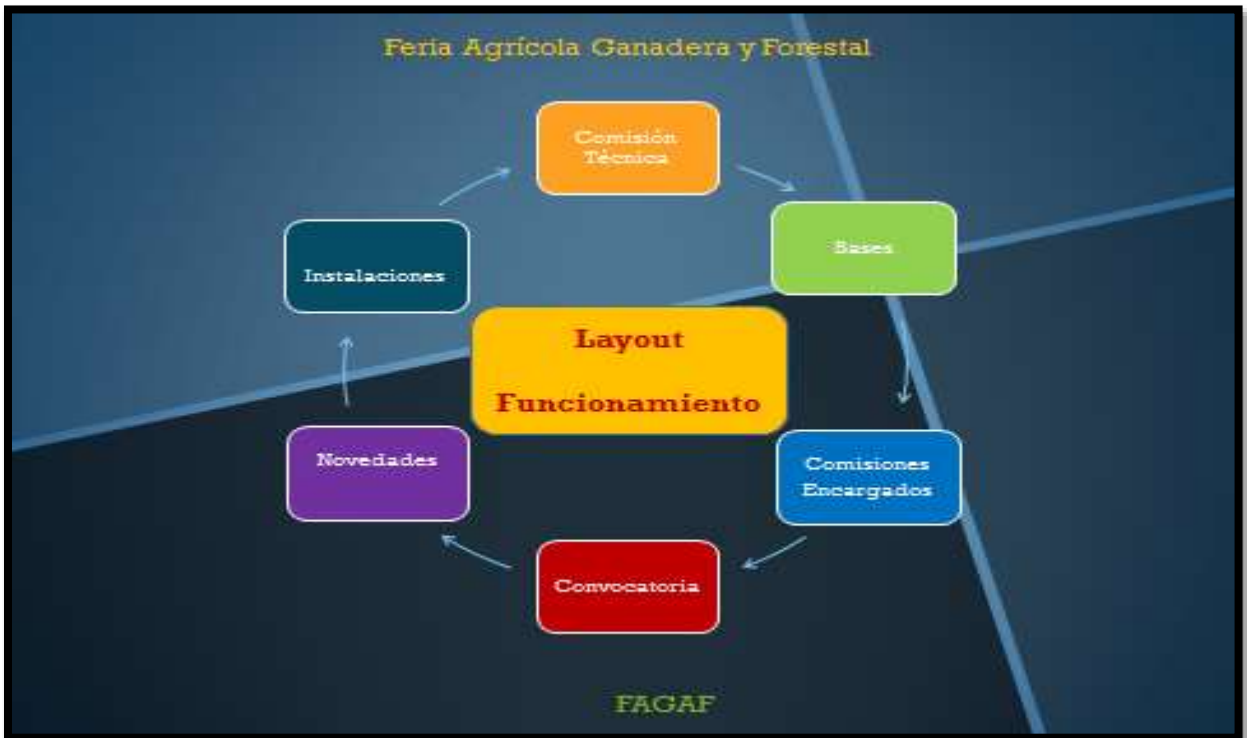 Feria Agrícola Ganadera y Forestal
Comisión
Técnica
Bases
Comisiones
Encargados
Convocatoria
Novedades
Instalaciones
Layout
Funcionamiento
FAGAF